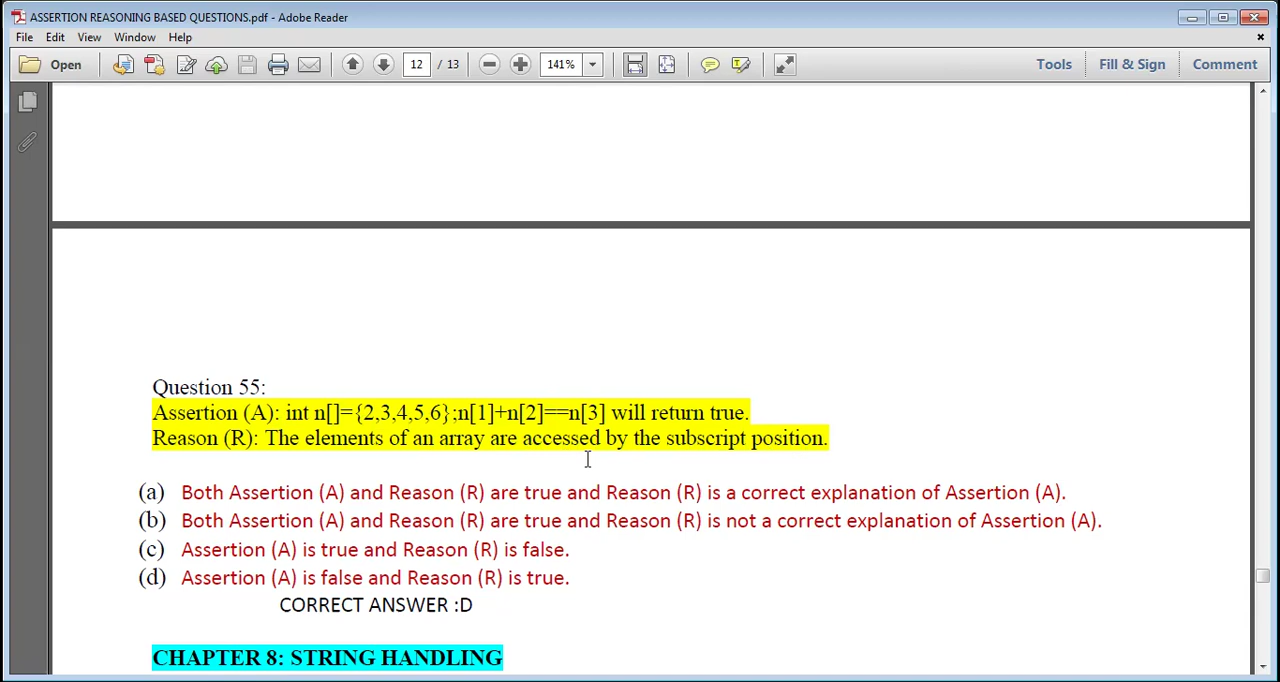 ASSERTION REASONING BASED QUESTIONS.pdf - Adobe Reader
File Edit View Window Help
Open 12 / 13 141% Tools Fill & Sign Comment
Question 55:
Assertion (A): int n[]={2,3,4,5,6};n[1]+n[2]==n[3] will return true.
Reason (R): The elements of an array are accessed by the subscript position.
(a) Both Assertion (A) and Reason (R) are true and Reason (R) is a correct explanation of Assertion (A).
(b) Both Assertion (A) and Reason (R) are true and Reason (R) is not a correct explanation of Assertion (A).
(c) Assertion (A) is true and Reason (R) is false.
(d) Assertion (A) is false and Reason (R) is true.
CORRECT ANSWER :D
CHAPTER 8: STRING HANDLING